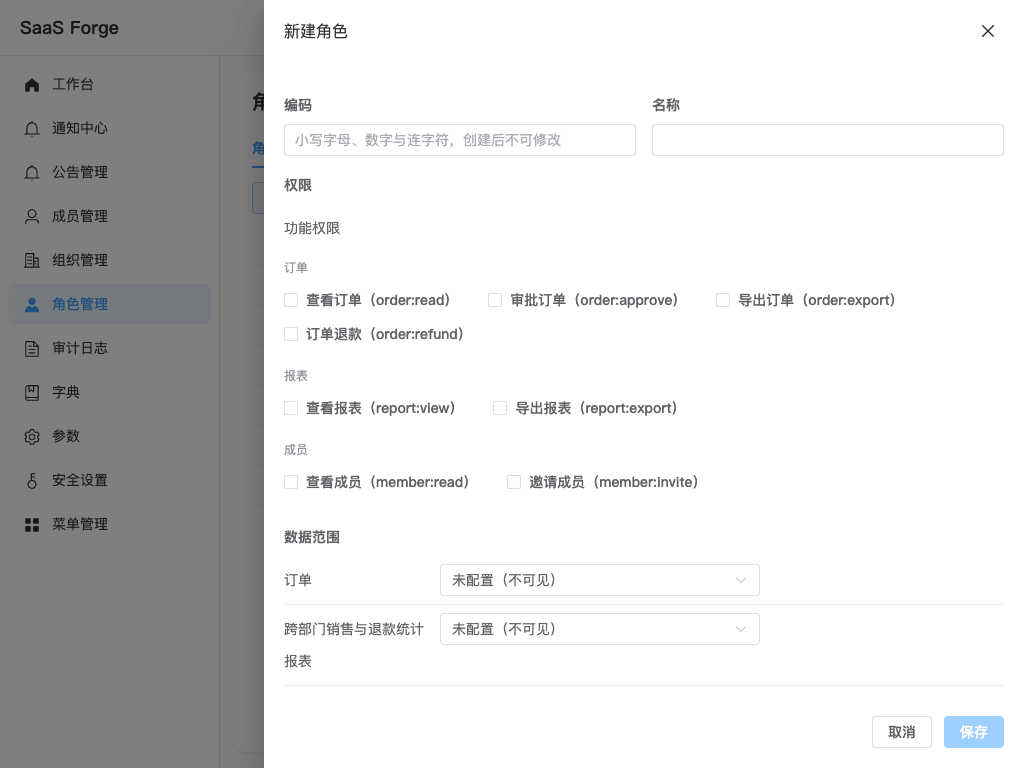 SaaS Forge
工作台
通知中心
公告管理
成员管理
组织管理
角色管理
审计日志
字典
参数
安全设置
菜单管理
新建角色
编码
名称
小写字母、数字与连字符，创建后不可修改
权限
功能权限
订单
查看订单（order:read）
审批订单（order:approve）
导出订单（order:export）
订单退款（order:refund）
报表
查看报表（report:view）
导出报表（report:export）
成员
查看成员（member:read）
邀请成员（member:invite）
数据范围
订单
未配置（不可见）
跨部门销售与退款统计
报表
未配置（不可见）
取消
保存